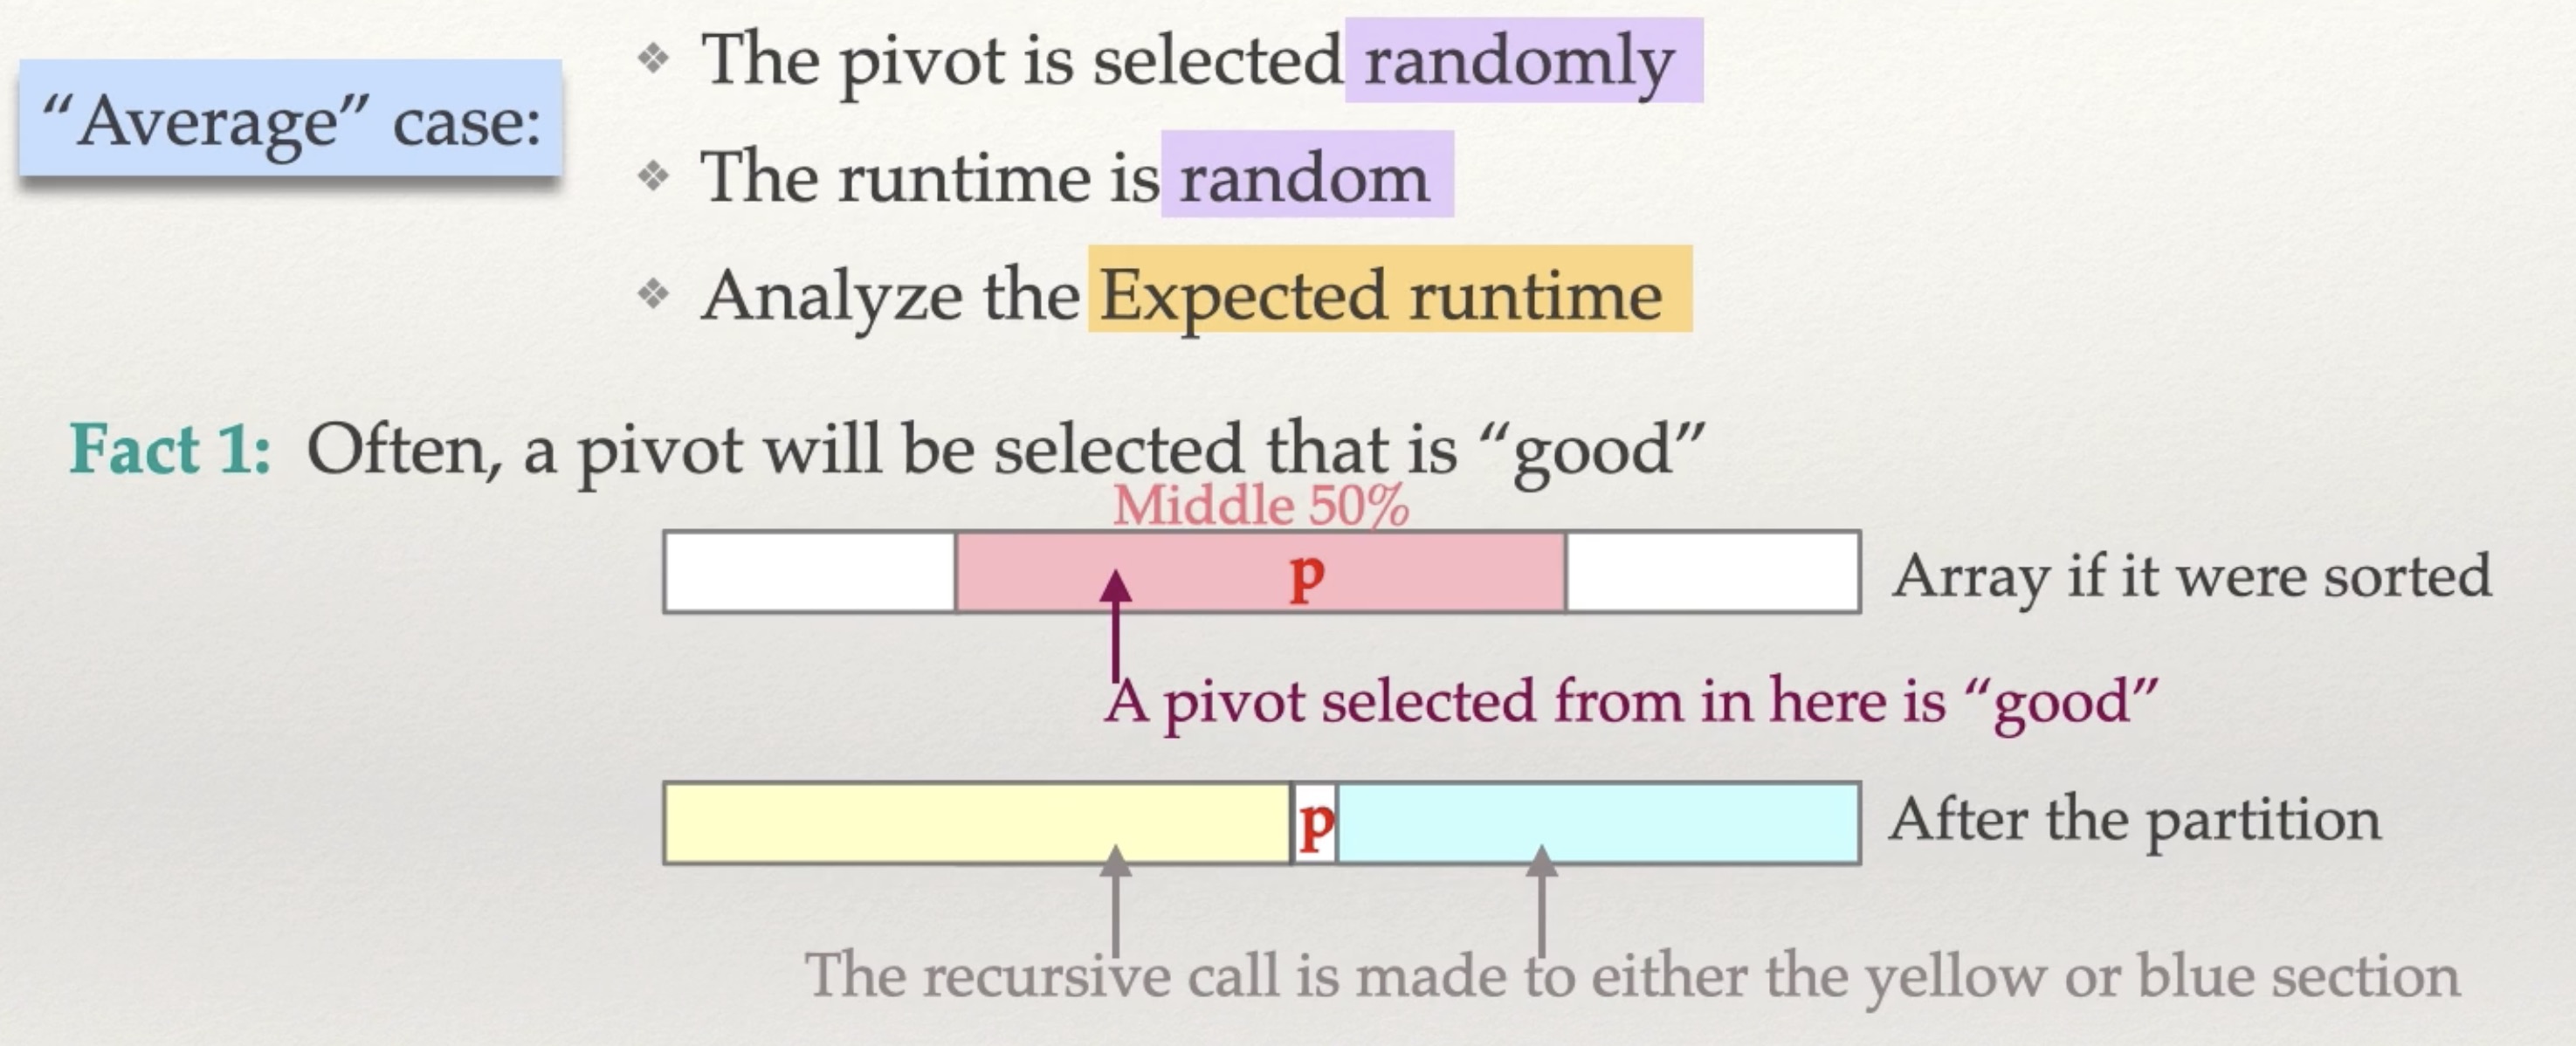 “Average” case:
❖ The pivot is selected randomly
❖ The runtime is random
❖ Analyze the Expected runtime
Fact 1: Often, a pivot will be selected that is “good”
Middle 50%
p
Array if it were sorted
A pivot selected from in here is “good”
p
After the partition
The recursive call is made to either the yellow or blue section